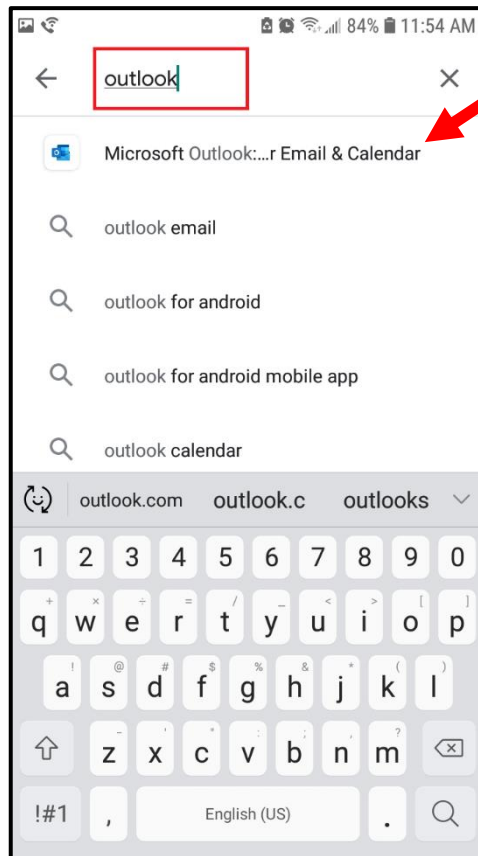 84% 11:54 AM
outlook
Microsoft Outlook:...r Email & Calendar
outlook email
outlook for android
outlook for android mobile app
outlook calendar
outlook.com outlook.c outlooks
1 2 3 4 5 6 7 8 9 0
+ × ÷ = / _ < > [ ]
q w e r t y u i o p
! @ # $ % & * ( )
a s d f g h j k l
- ' " : ; , ?
z x c v b n m
!#1 , English (US) .